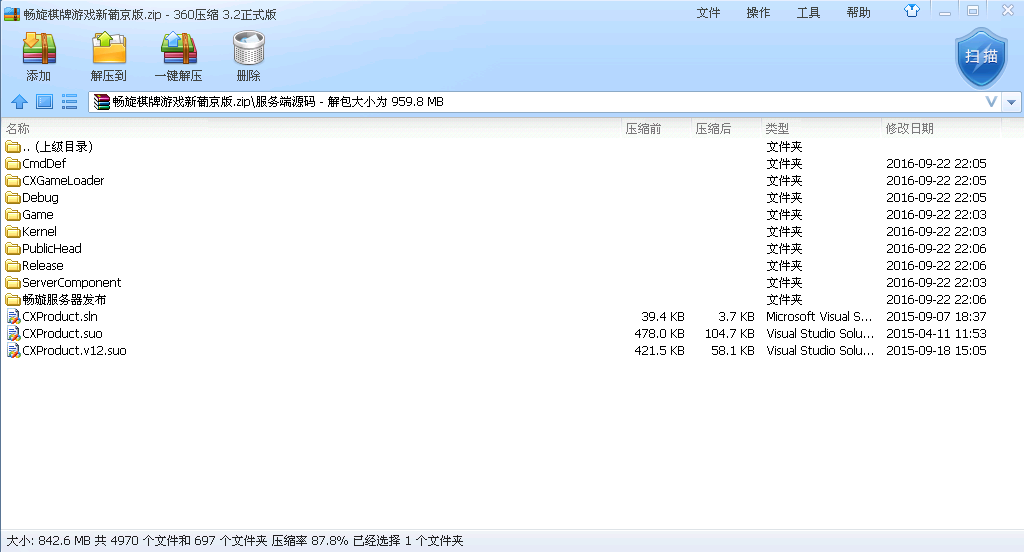 畅旋棋牌游戏新葡京版.zip - 360压缩 3.2正式版
文件 操作 工具 帮助
添加 解压到 一键解压 删除 扫描
畅旋棋牌游戏新葡京版.zip\服务端源码 - 解包大小为 959.8 MB
名称 压缩前 压缩后 类型 修改日期
.. (上级目录) 文件夹
CmdDef 文件夹 2016-09-22 22:05
CXGameLoader 文件夹 2016-09-22 22:05
Debug 文件夹 2016-09-22 22:05
Game 文件夹 2016-09-22 22:03
Kernel 文件夹 2016-09-22 22:03
PublicHead 文件夹 2016-09-22 22:06
Release 文件夹 2016-09-22 22:06
ServerComponent 文件夹 2016-09-22 22:03
畅璇服务器发布 文件夹 2016-09-22 22:06
CXProduct.sln 39.4 KB 3.7 KB Microsoft Visual S... 2015-09-07 18:37
CXProduct.suo 478.0 KB 104.7 KB Visual Studio Solu... 2015-04-11 11:53
CXProduct.v12.suo 421.5 KB 58.1 KB Visual Studio Solu... 2015-09-18 15:05
大小: 842.6 MB 共 4970 个文件和 697 个文件夹 压缩率 87.8% 已经选择 1 个文件夹